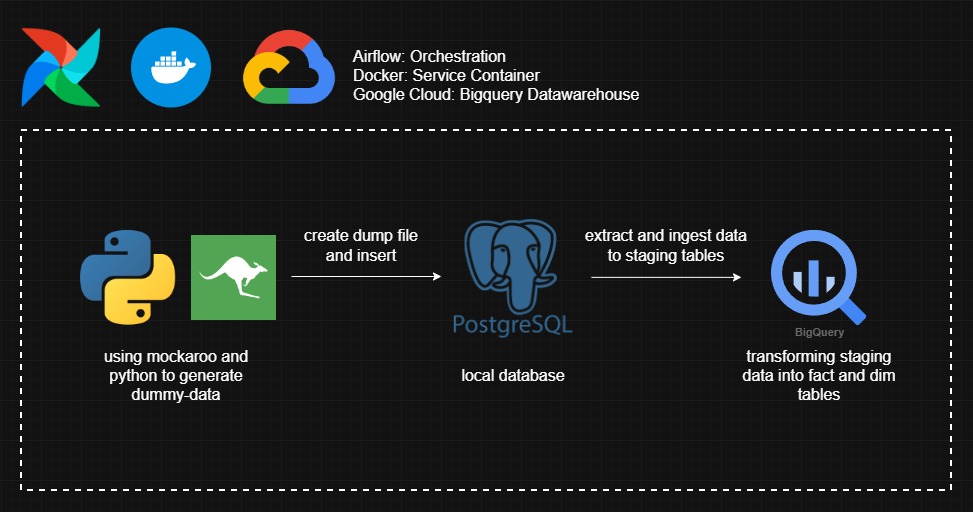 Airflow: Orchestration
Docker: Service Container
Google Cloud: Bigquery Datawarehouse
create dump file
and insert
extract and ingest data
to staging tables
PostgreSQL
BigQuery
using mockaroo and
python to generate
dummy-data
local database
transforming staging
data into fact and dim
tables